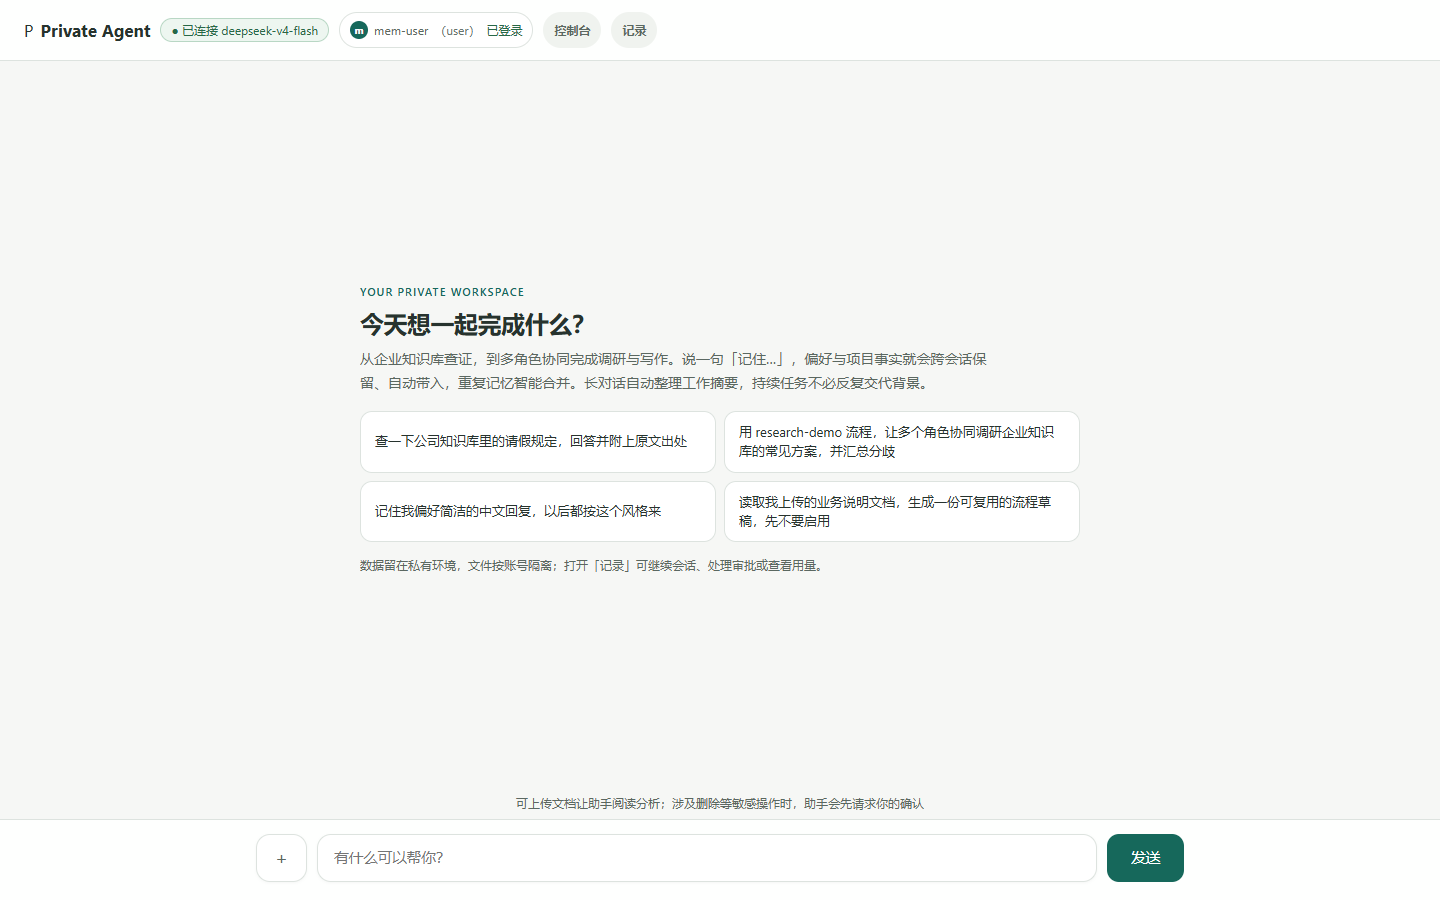 P Private Agent ● 已连接 deepseek-v4-flash m mem-user （user） 已登录 控制台 记录
YOUR PRIVATE WORKSPACE
今天想一起完成什么？
从企业知识库查证，到多角色协同完成调研与写作。说一句「记住…」，偏好与项目事实就会跨会话保
留、自动带入，重复记忆智能合并。长对话自动整理工作摘要，持续任务不必反复交代背景。
查一下公司知识库里的请假规定，回答并附上原文出处
用 research-demo 流程，让多个角色协同调研企业知识
库的常见方案，并汇总分歧
记住我偏好简洁的中文回复，以后都按这个风格来
读取我上传的业务说明文档，生成一份可复用的流程草
稿，先不要启用
数据留在私有环境，文件按账号隔离；打开「记录」可继续会话、处理审批或查看用量。
可上传文档让助手阅读分析；涉及删除等敏感操作时，助手会先请求你的确认
+ 有什么可以帮你？ 发送